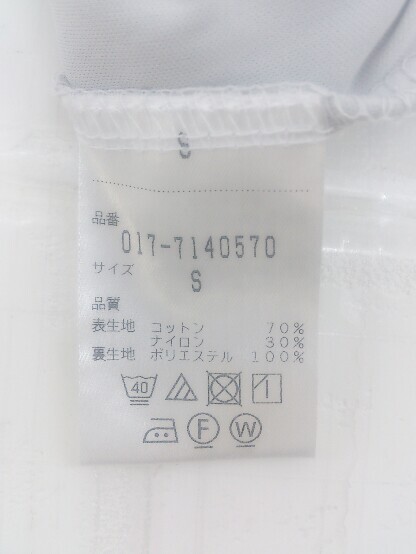 S
品番
017-7140570
サイズ
S
品質
表生地 コットン 70%
ナイロン 30%
裏生地 ポリエステル 100%
40
F W